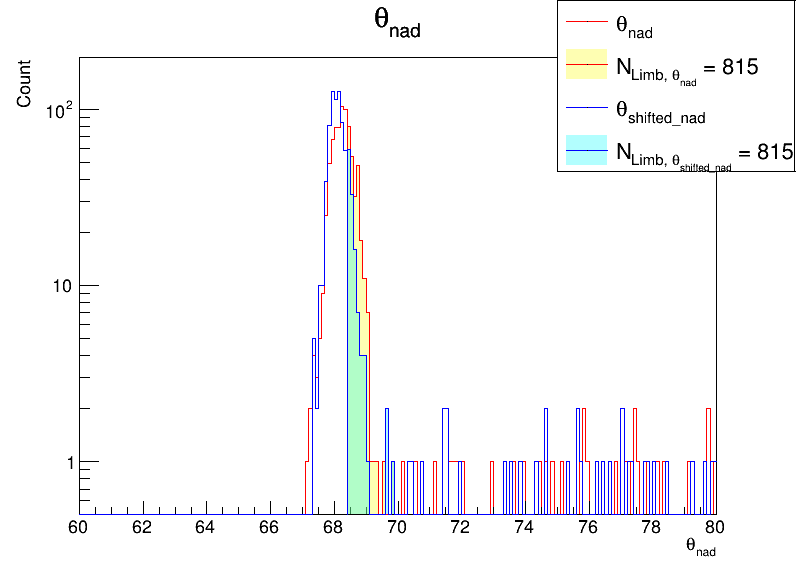 θnad
Count
θnad
NLimb, θnad = 815
θshifted_nad
NLimb, θshifted_nad = 815
10²
10
1
60 62 64 66 68 70 72 74 76 78 80
θnad